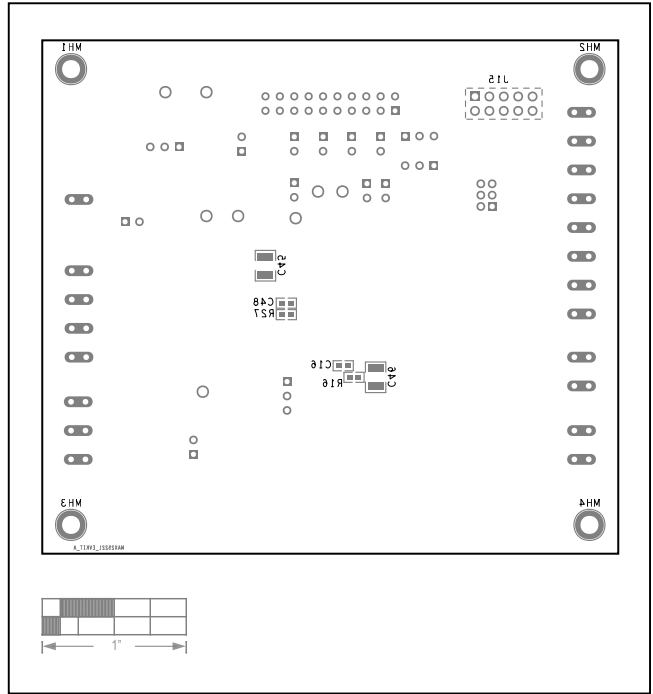 MH1
MH2
J15
C45
C48
R27
C16
R16
C46
MH3
MH4
MAX25221_EVKIT_A
1"